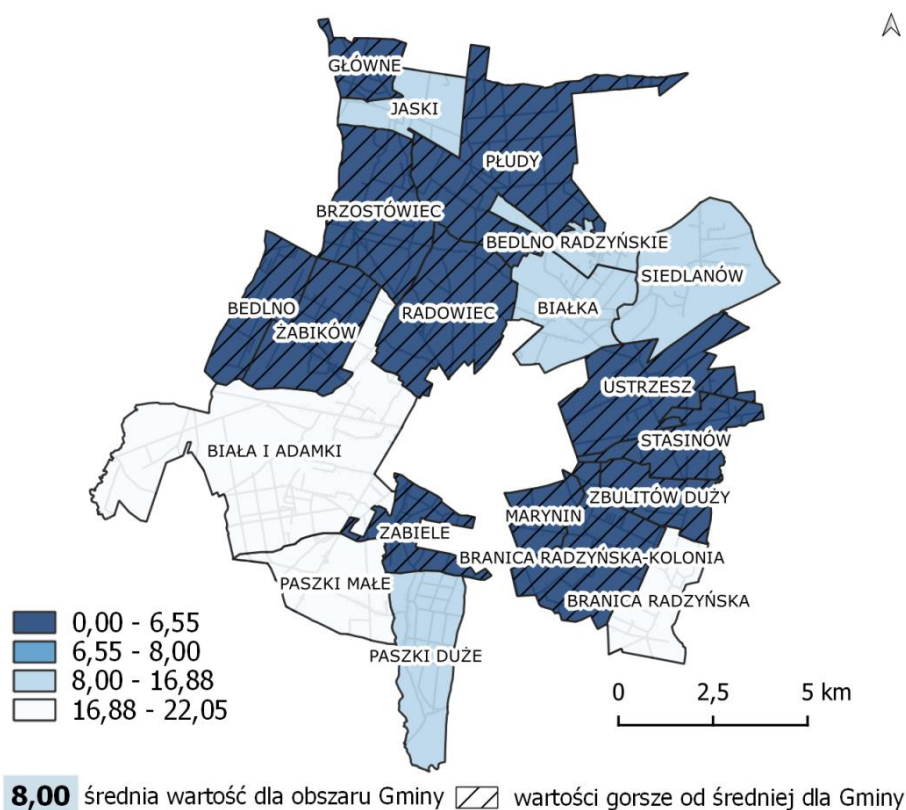 GŁÓWNE
JASKI
PŁUDY
BRZOSTÓWIEC
BEDLNO RADZYŃSKIE
SIEDLANÓW
BEDLNO
ŻABIKÓW
RADOWIEC
BIAŁKA
USTRZESZ
STASINÓW
BIAŁA I ADAMKI
ZBULITÓW DUŻY
MARYNIN
ZABIELE
BRANICA RADZYŃSKA-KOLONIA
PASZKI MAŁE
BRANICA RADZYŃSKA
PASZKI DUŻE
0,00 - 6,55
6,55 - 8,00
8,00 - 16,88
16,88 - 22,05
0 2,5 5 km
8,00 średnia wartość dla obszaru Gminy wartości gorsze od średniej dla Gminy